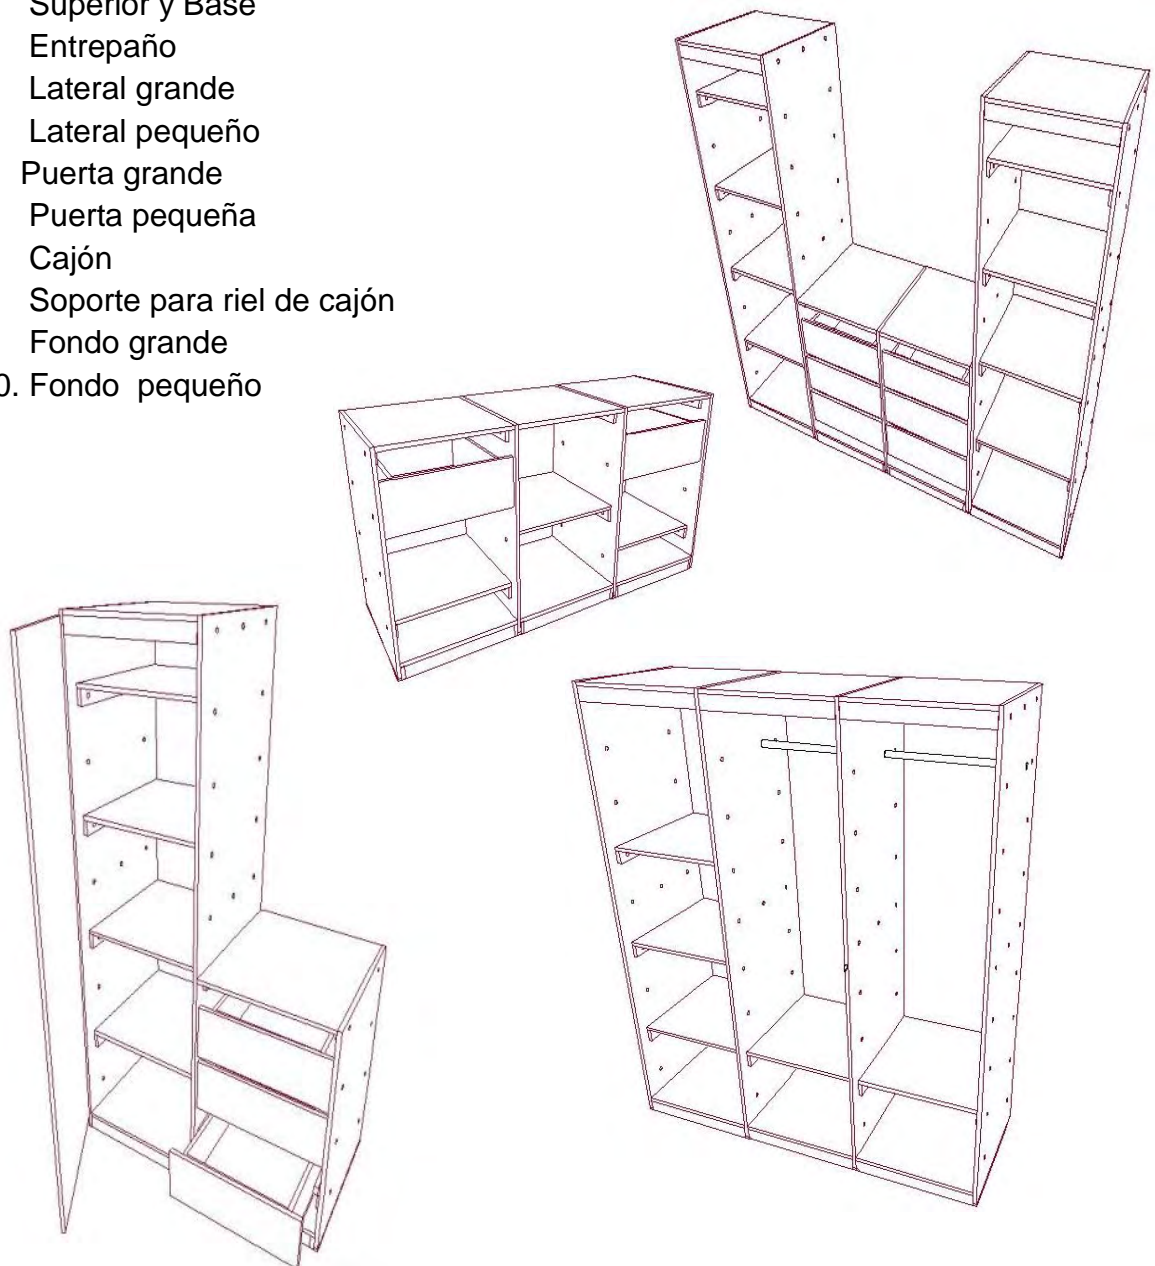 Superior y Base
Entrepaño
Lateral grande
Lateral pequeño
Puerta grande
Puerta pequeña
Cajón
Soporte para riel de cajón
Fondo grande
0. Fondo pequeño